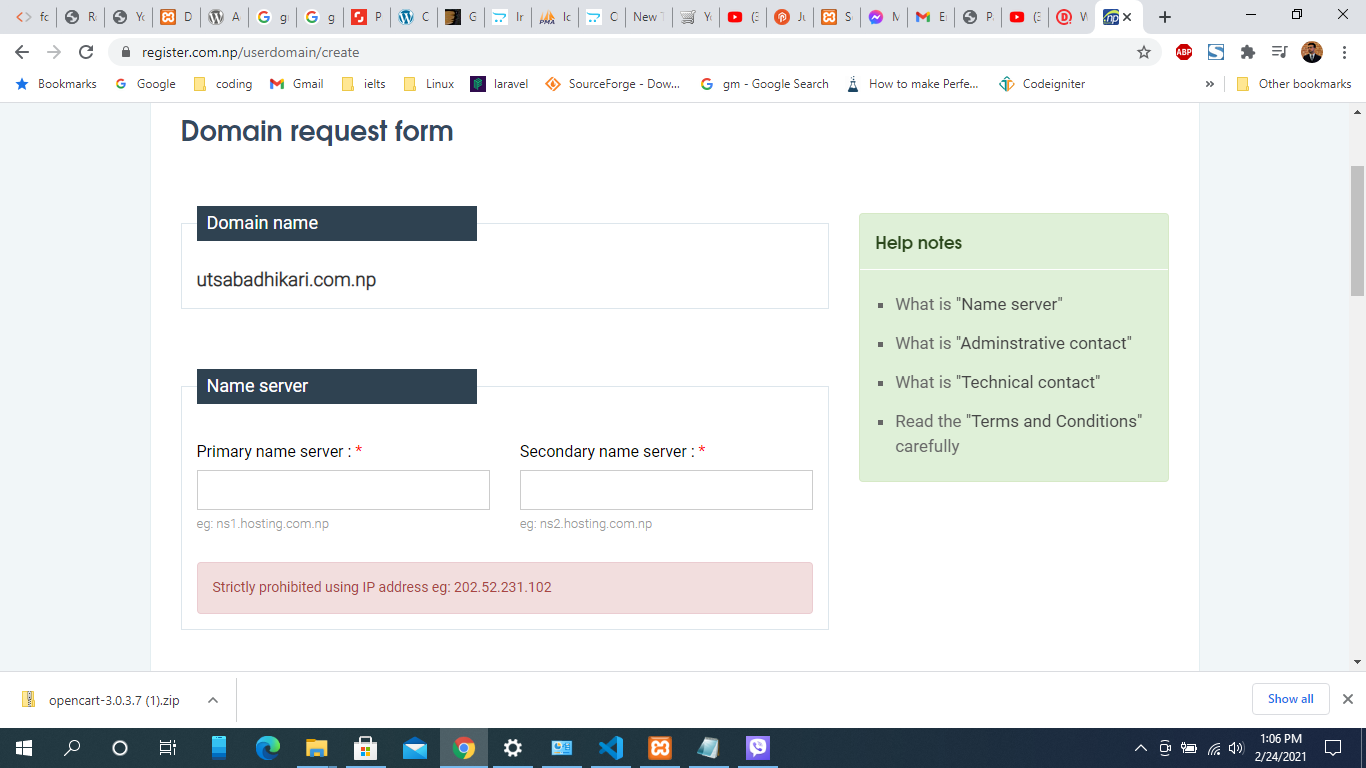 fc
R
Yo
D
A
g
g
P
C
G
Ir
lc
O
New T
Yo
(3
Ju
S
M
E
P
(3
W
register.com.np/userdomain/create
Bookmarks
Google
coding
Gmail
ielts
Linux
laravel
SourceForge - Dow...
gm - Google Search
How to make Perfe...
Codeigniter
»
Other bookmarks
Domain request form
Domain name
utsabadhikari.com.np
Name server
Primary name server : *
Secondary name server : *
eg: ns1.hosting.com.np
eg: ns2.hosting.com.np
Strictly prohibited using IP address eg: 202.52.231.102
Help notes
What is "Name server"
What is "Adminstrative contact"
What is "Technical contact"
Read the "Terms and Conditions"
carefully
opencart-3.0.3.7 (1).zip
Show all
1:06 PM
2/24/2021